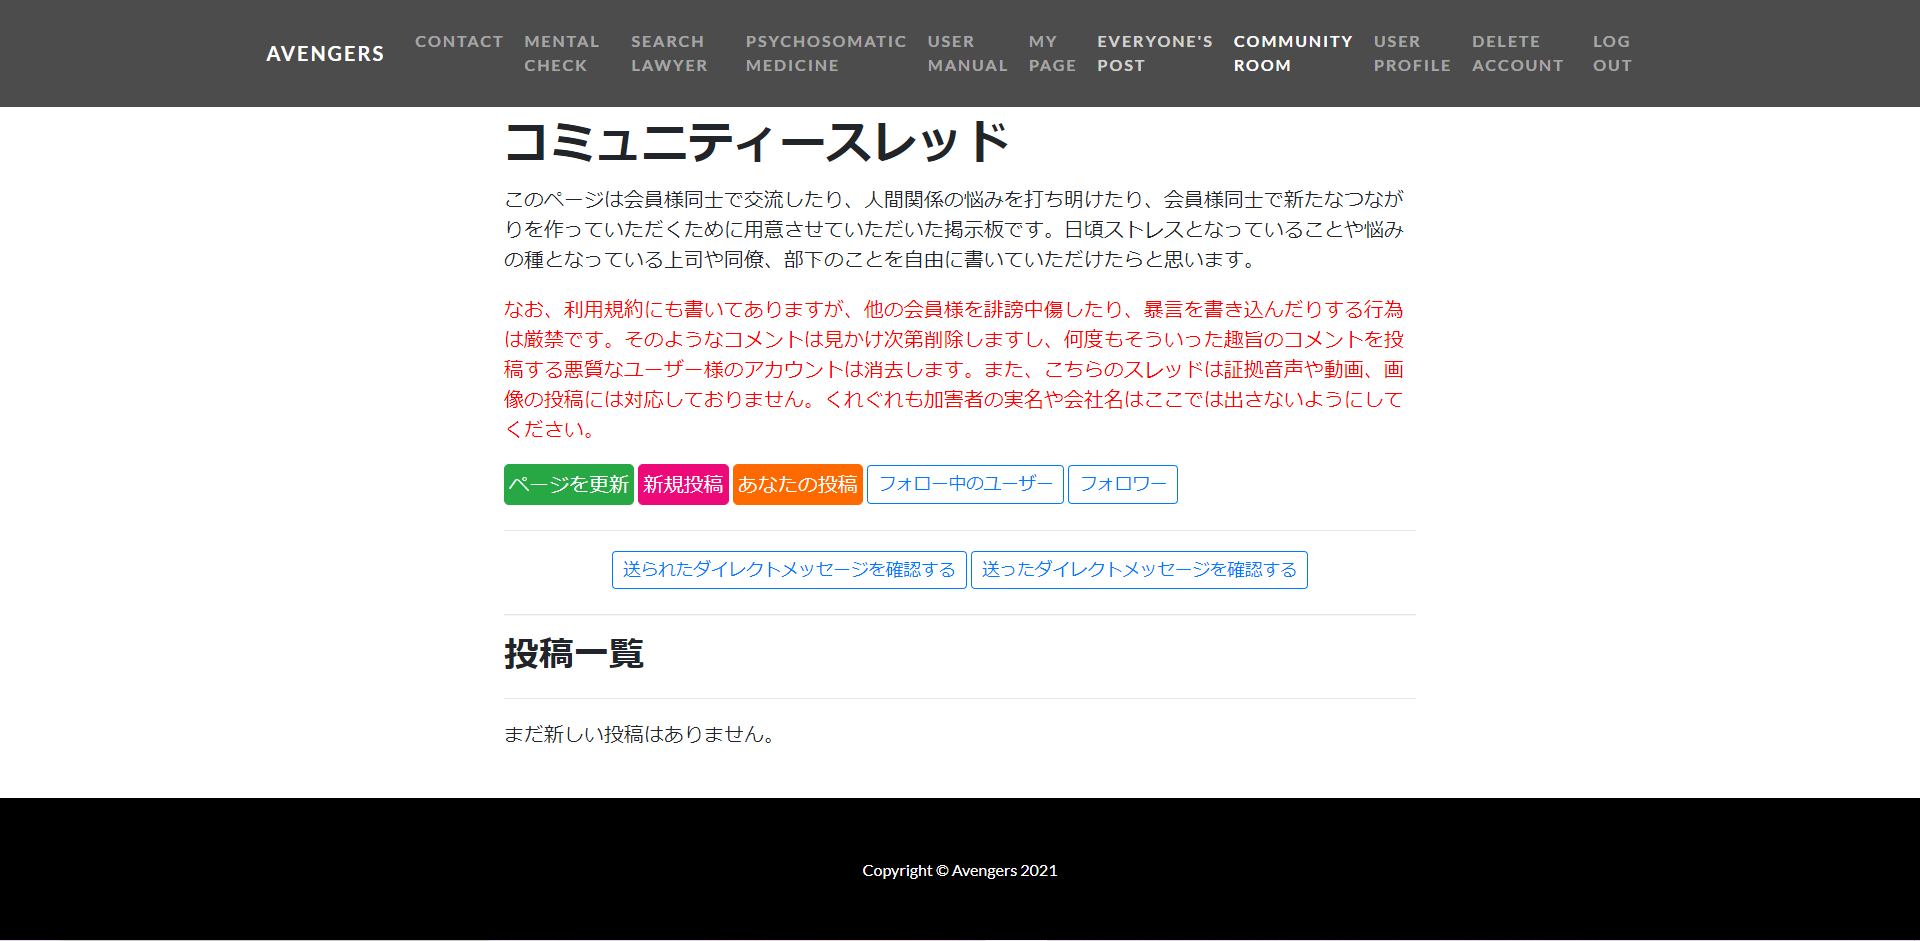 AVENGERS
CONTACT
MENTAL CHECK
SEARCH LAWYER
PSYCHOSOMATIC MEDICINE
USER MANUAL
MY PAGE
EVERYONE'S POST
COMMUNITY ROOM
USER PROFILE
DELETE ACCOUNT
LOG OUT
コミュニティースレッド
このページは会員様同士で交流したり、人間関係の悩みを打ち明けたり、会員様同士で新たなつなが
りを作っていただくために用意させていただいた掲示板です。日頃ストレスとなっていることや悩み
の種となっている上司や同僚、部下のことを自由に書いていただけたらと思います。
なお、利用規約にも書いてありますが、他の会員様を誹謗中傷したり、暴言を書き込んだりする行為
は厳禁です。そのようなコメントは見かけ次第削除しますし、何度もそういった趣旨のコメントを投
稿する悪質なユーザー様のアカウントは消去します。また、こちらのスレッドは証拠音声や動画、画
像の投稿には対応しておりません。くれぐれも加害者の実名や会社名はここでは出さないようにして
ください。
ページを更新 新規投稿 あなたの投稿 フォロー中のユーザー フォロワー
送られたダイレクトメッセージを確認する 送ったダイレクトメッセージを確認する
投稿一覧
まだ新しい投稿はありません。
Copyright © Avengers 2021